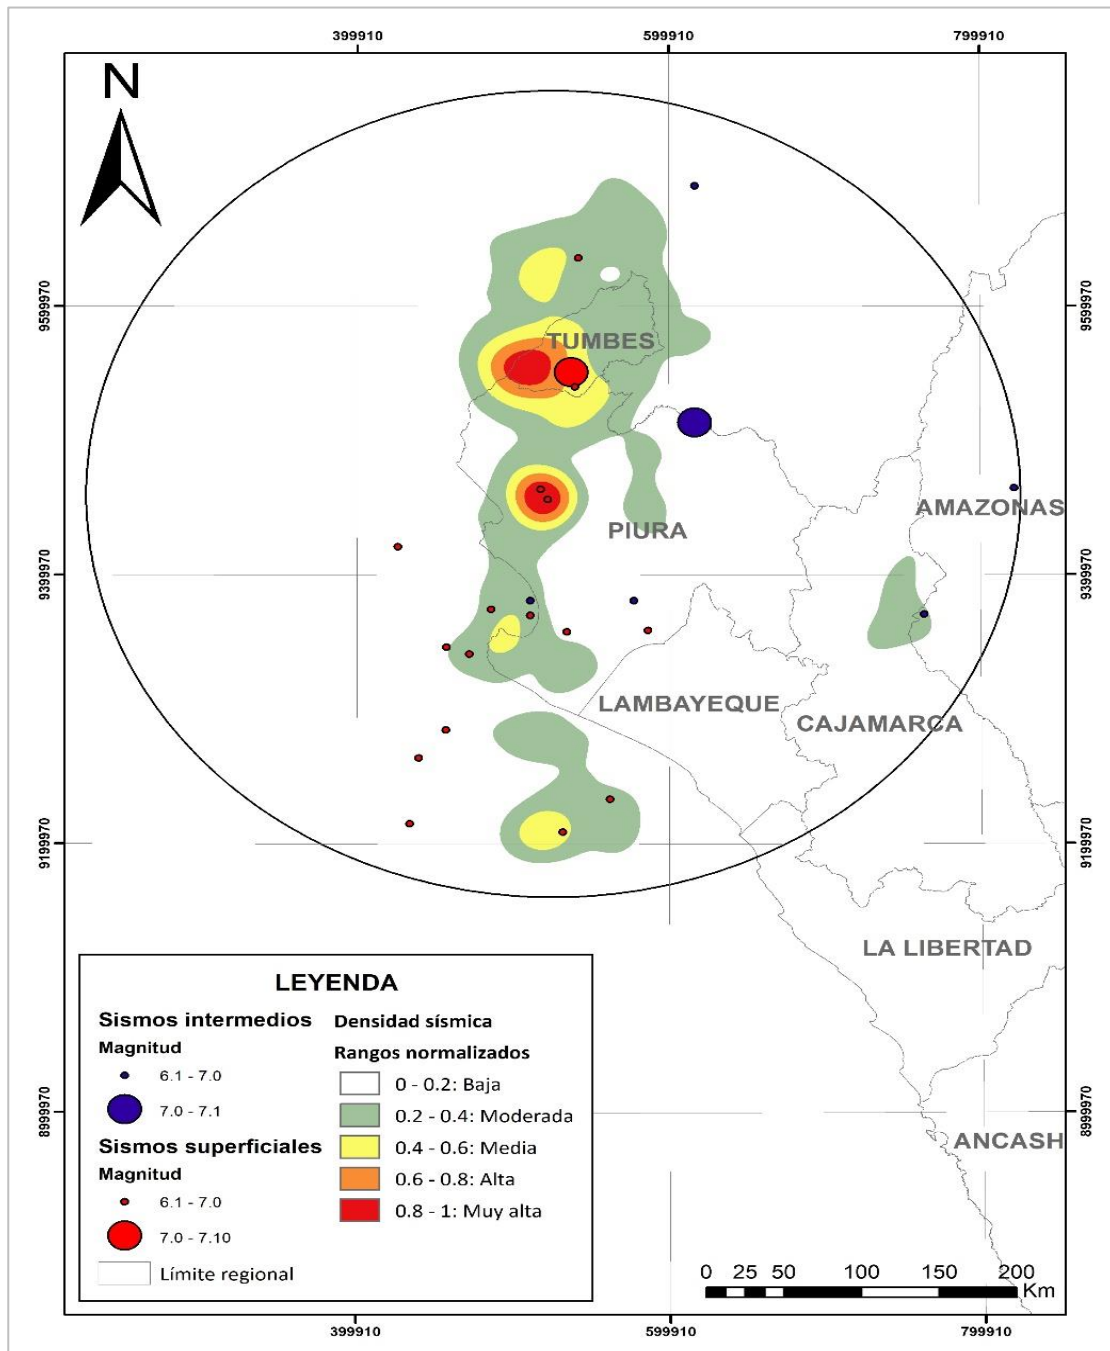 399910 599910 799910
N
9599970 9599970
TUMBES
AMAZONAS
PIURA
9399970 9399970
LAMBAYEQUE
CAJAMARCA
9199970 9199970
LA LIBERTAD
LEYENDA
Sismos intermedios
Magnitud
6.1 - 7.0
7.0 - 7.1
Sismos superficiales
Magnitud
6.1 - 7.0
7.0 - 7.10
Límite regional
Densidad sísmica
Rangos normalizados
0 - 0.2: Baja
0.2 - 0.4: Moderada
0.4 - 0.6: Media
0.6 - 0.8: Alta
0.8 - 1: Muy alta
8999970 8999970
ANCASH
0 25 50 100 150 200
Km
399910 599910 799910